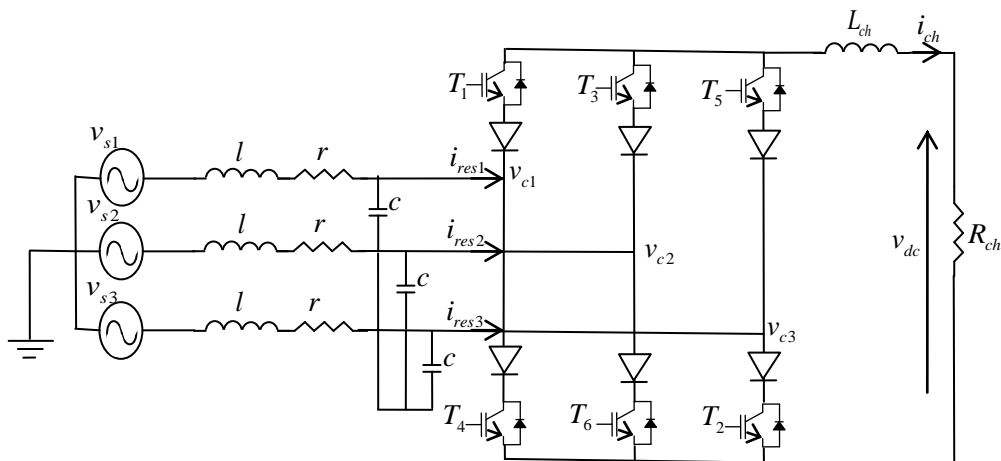 L_ch
i_ch
T_1
T_3
T_5
v_s1
l
r
i_res1
v_c1
c
v_s2
l
r
i_res2
v_c2
c
v_dc
R_ch
v_s3
l
r
i_res3
v_c3
c
T_4
T_6
T_2